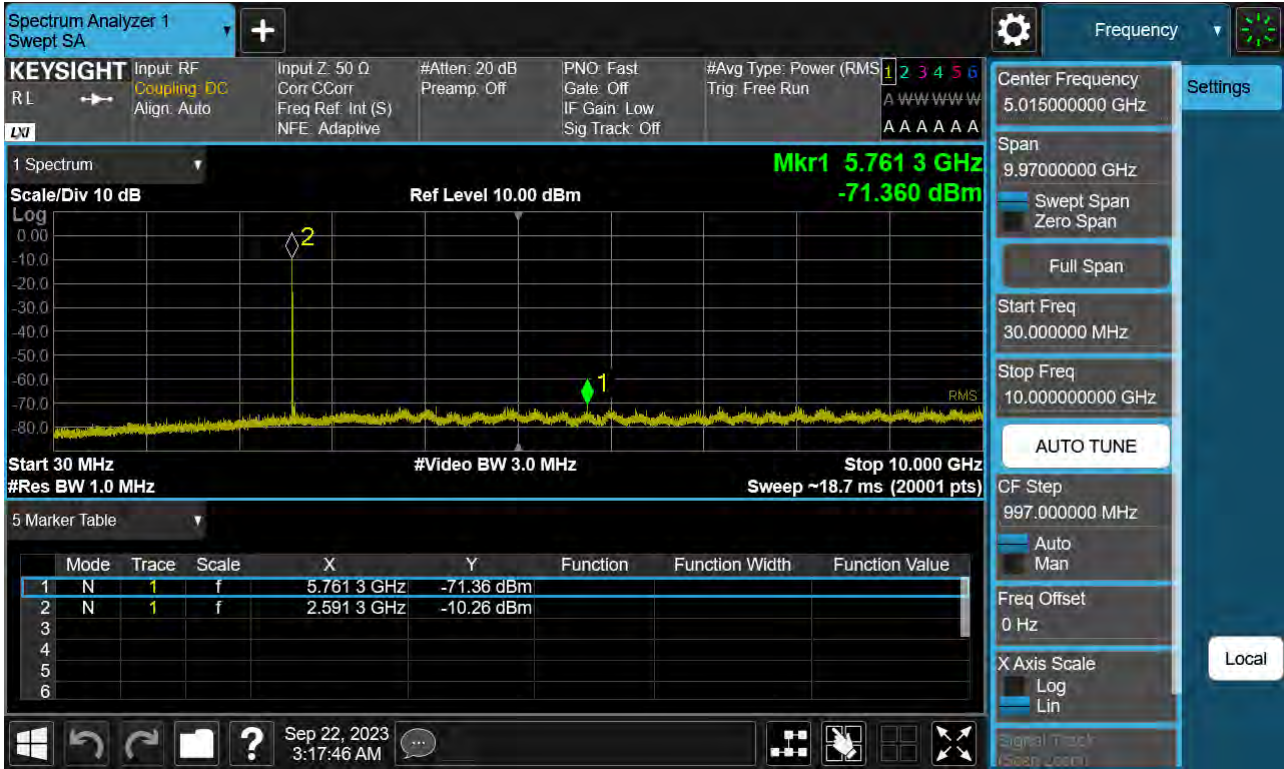 Spectrum Analyzer 1
Swept SA
+
Frequency
KEYSIGHT
RL
LXI
Input: RF
Coupling: DC
Align: Auto
Input Z: 50 Ω
Corr CCorr
Freq Ref: Int (S)
NFE: Adaptive
#Atten: 20 dB
Preamp: Off
PNO: Fast
Gate: Off
IF Gain: Low
Sig Track: Off
#Avg Type: Power (RMS
Trig: Free Run
1 2 3 4 5 6
A W W W W W
A A A A A A
Center Frequency
5.015000000 GHz
Settings
1 Spectrum
Mkr1 5.761 3 GHz
-71.360 dBm
Scale/Div 10 dB
Ref Level 10.00 dBm
Log
0.00
-10.0
-20.0
-30.0
-40.0
-50.0
-60.0
-70.0
-80.0
2
1
RMS
Start 30 MHz
#Video BW 3.0 MHz
Stop 10.000 GHz
#Res BW 1.0 MHz
Sweep ~18.7 ms (20001 pts)
Span
9.97000000 GHz
Swept Span
Zero Span
Full Span
Start Freq
30.000000 MHz
Stop Freq
10.000000000 GHz
AUTO TUNE
CF Step
997.000000 MHz
Auto
Man
Freq Offset
0 Hz
X Axis Scale
Log
Lin
Signal Track
(Span Zoom)
Local
5 Marker Table
Mode Trace Scale X Y Function Function Width Function Value
1 N 1 f 5.761 3 GHz -71.36 dBm
2 N 1 f 2.591 3 GHz -10.26 dBm
3
4
5
6
?
Sep 22, 2023
3:17:46 AM